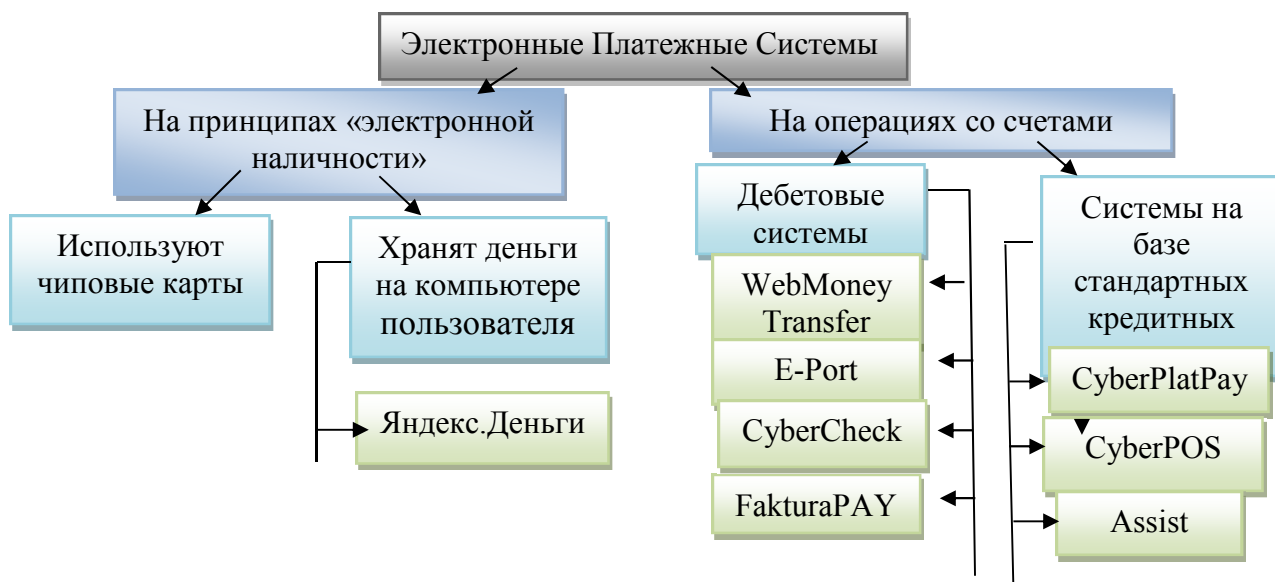 Электронные Платежные Системы
На принципах «электронной
наличности»
На операциях со счетами
Используют
чиповые карты
Хранят деньги
на компьютере
пользователя
Яндекс.Деньги
Дебетовые
системы
WebMoney
Transfer
E-Port
CyberCheck
FakturaPAY
Системы на
базе
стандартных
кредитных
CyberPlatPay
CyberPOS
Assist